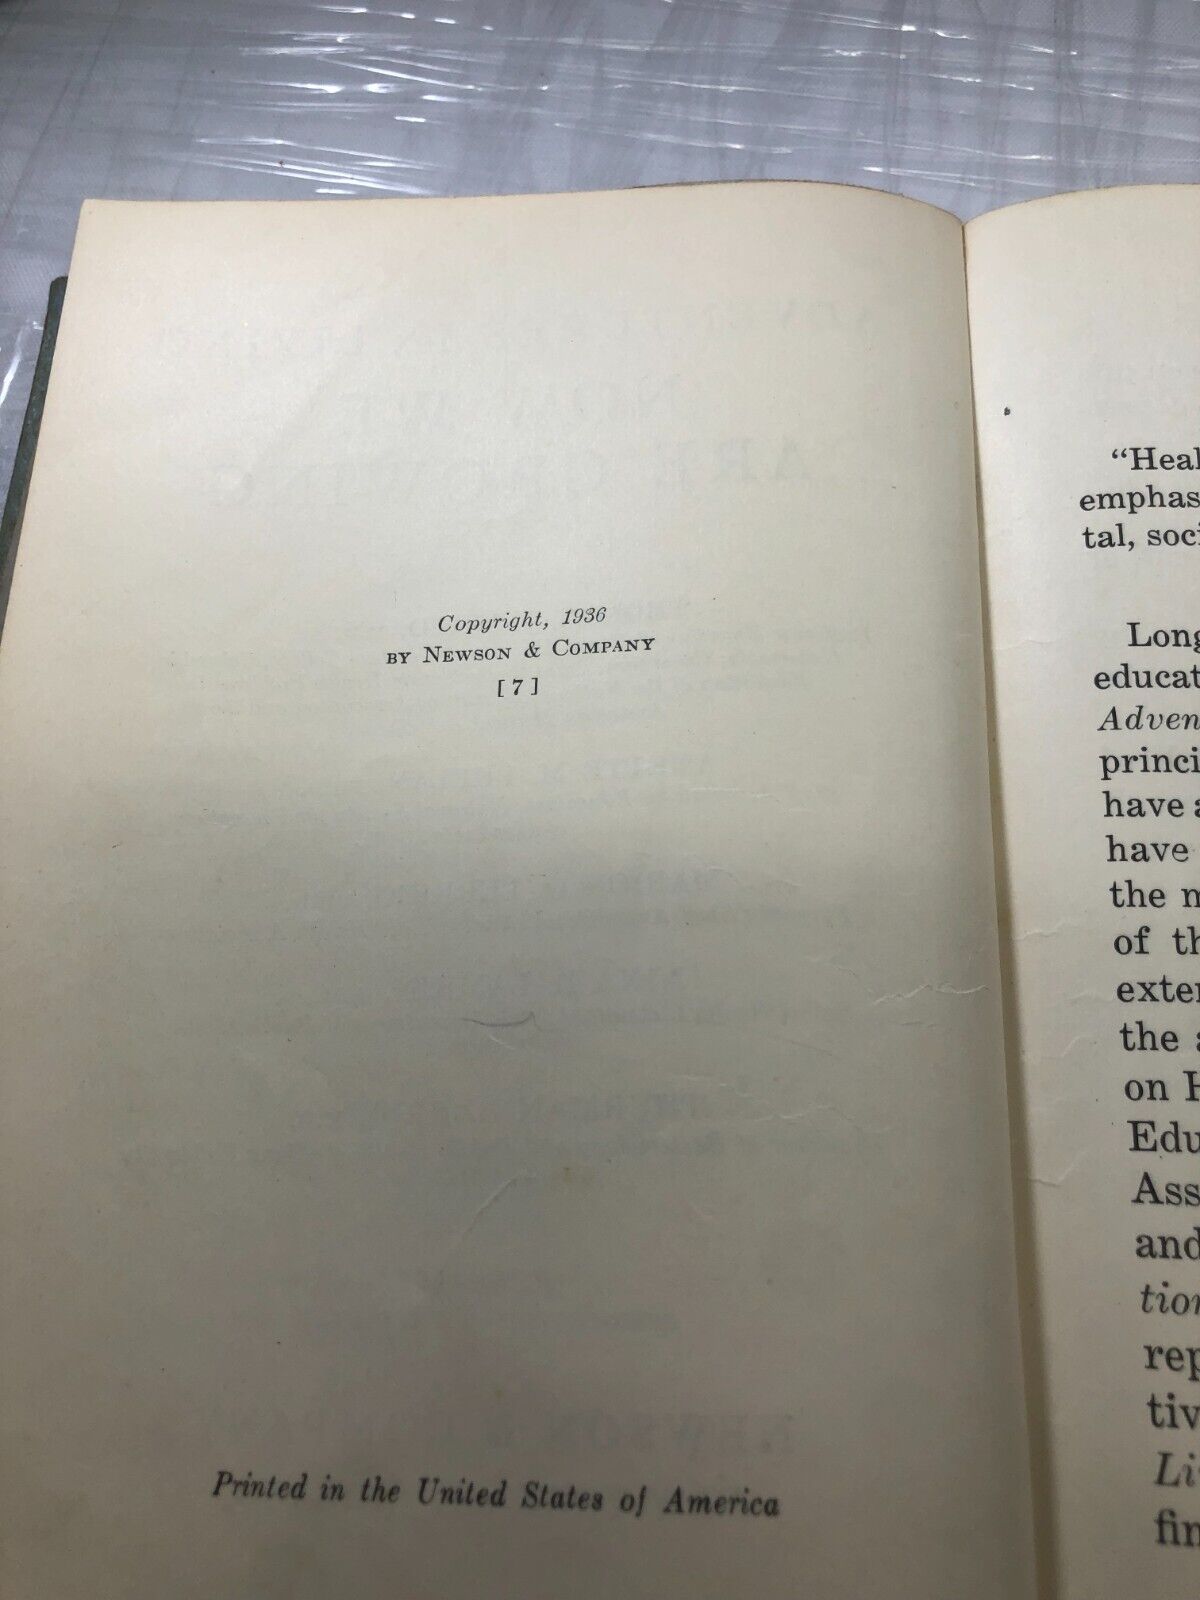 Copyright, 1936
BY NEWSON & COMPANY
[ 7 ]
Printed in the United States of America
“Heal
emphas
tal, soci
Long
educat
Adven
princi
have a
have
the m
of th
exter
the a
on H
Edu
Ass
and
tion
rep
tiv
Li
fin